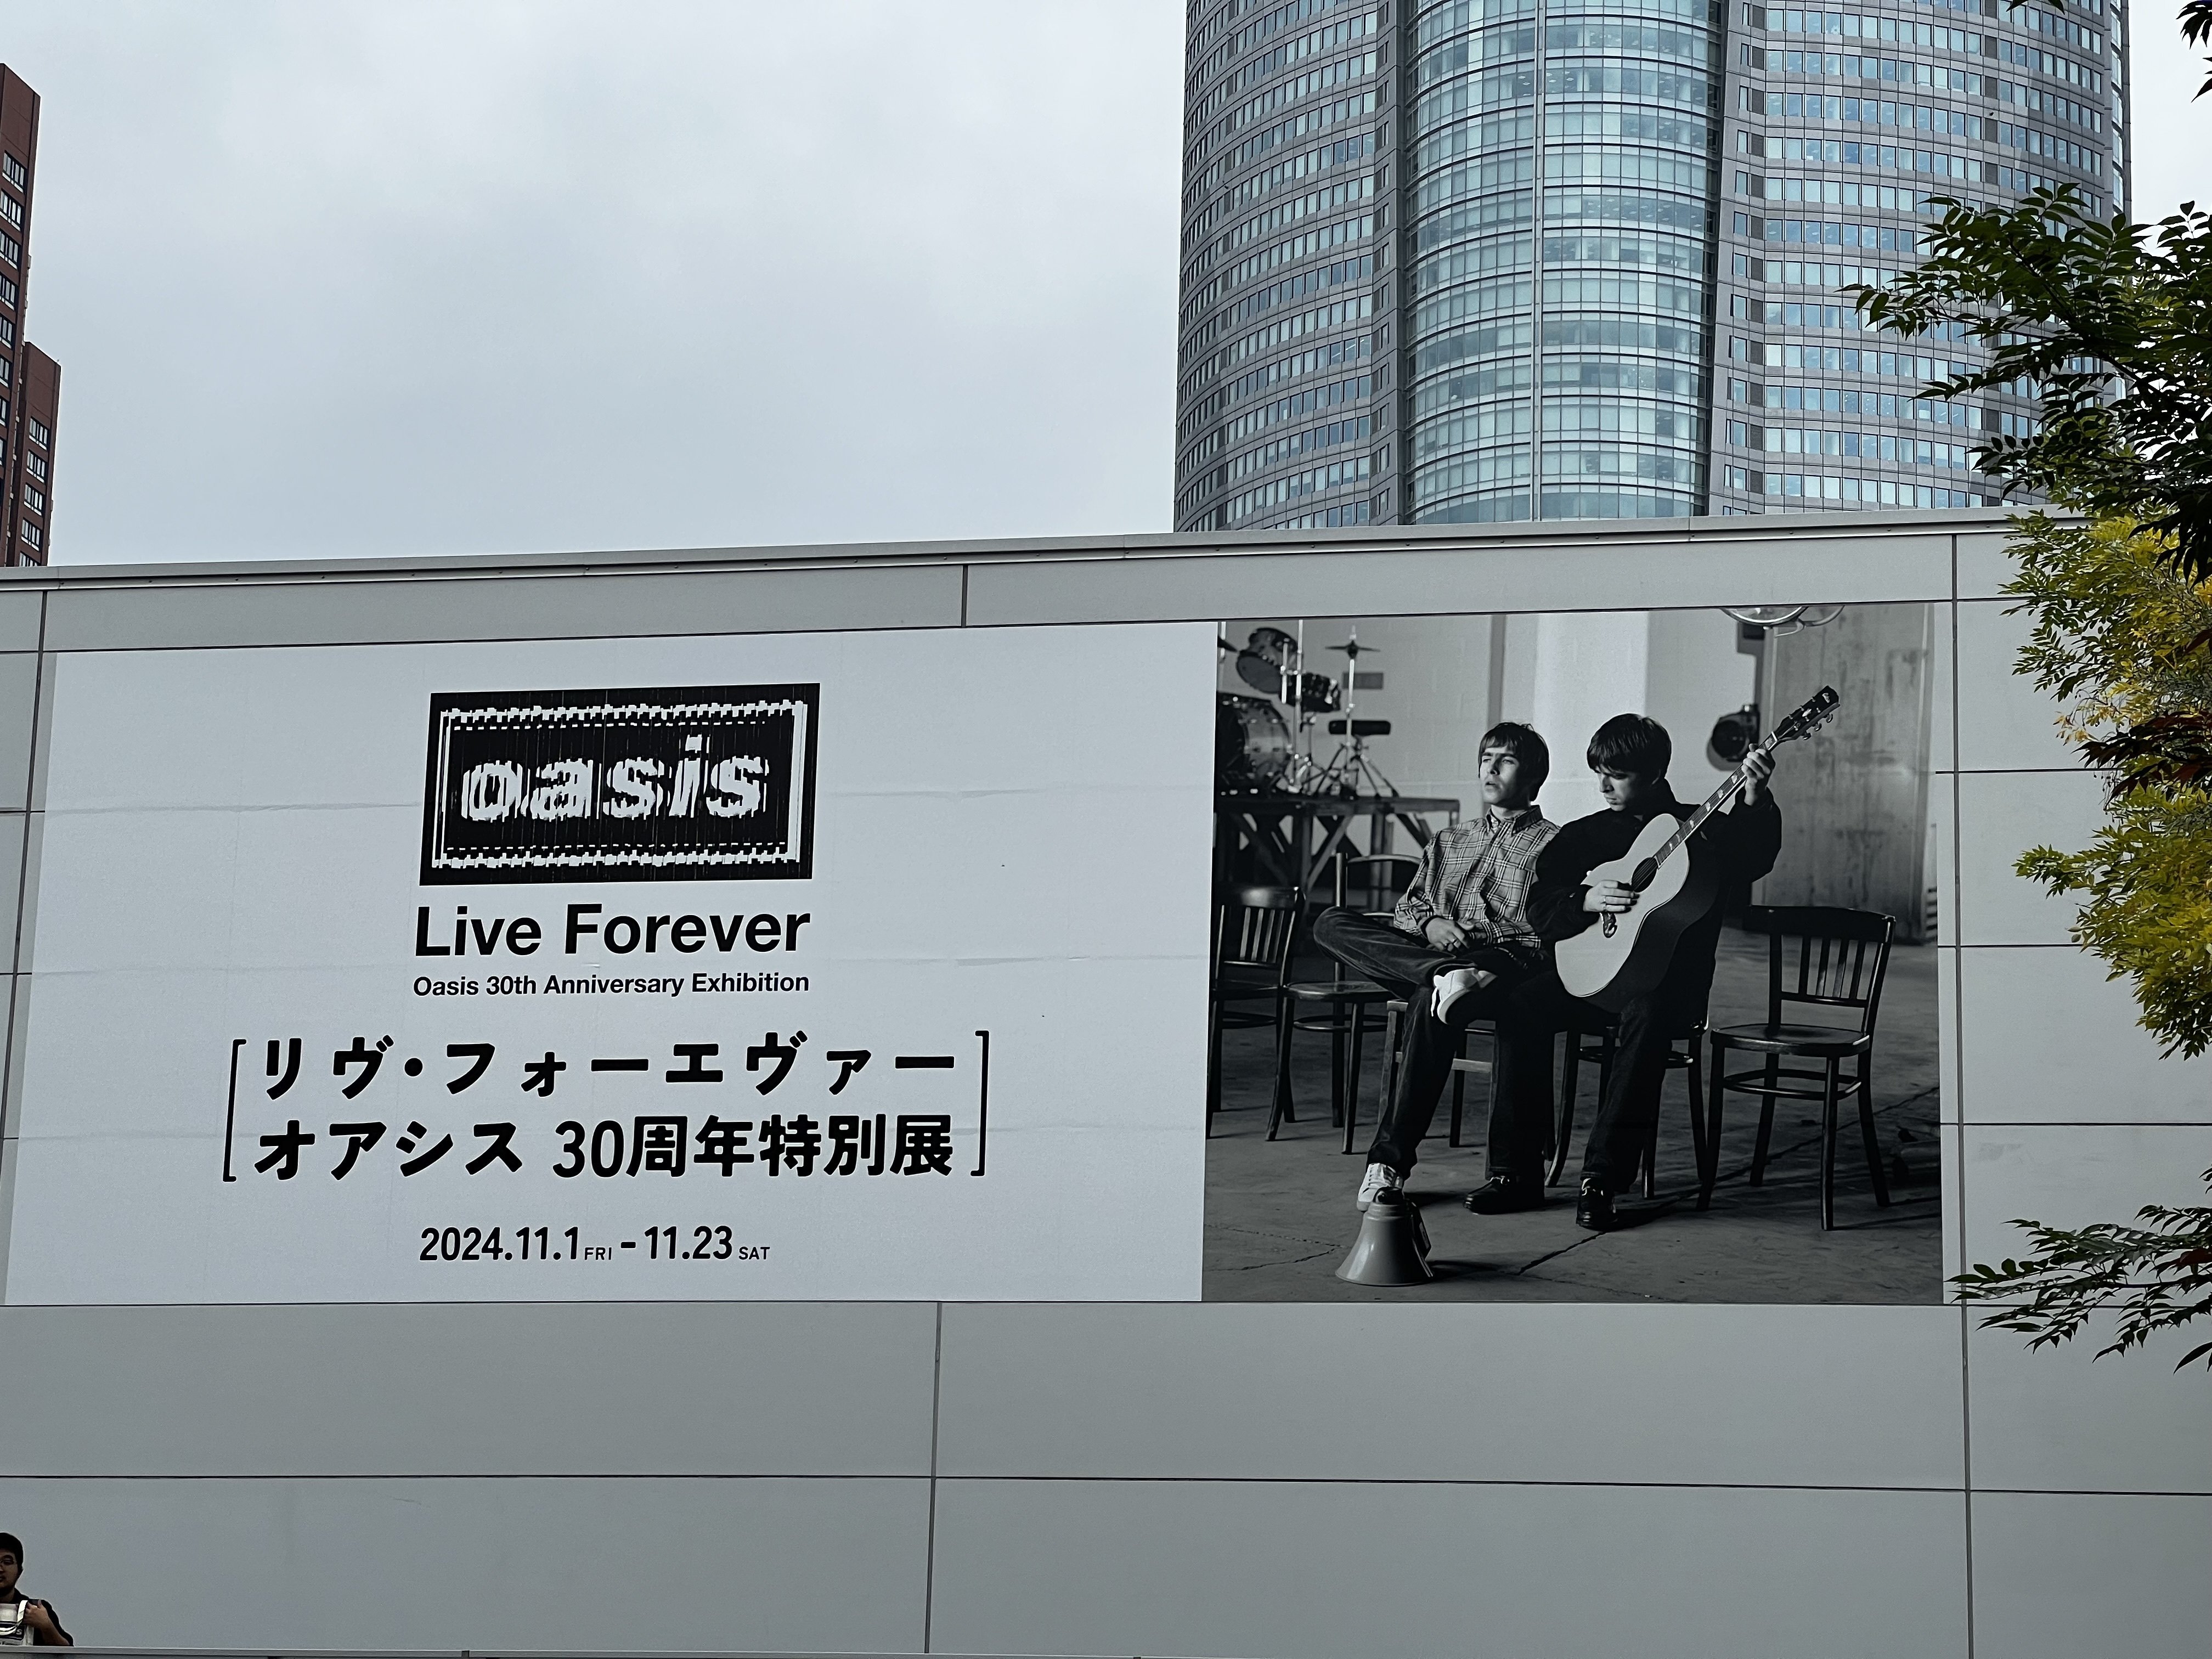 oasis
Live Forever
Oasis 30th Anniversary Exhibition
[リヴ・フォーエヴァー
オアシス 30周年特別展]
2024.11.1 FRI - 11.23 SAT